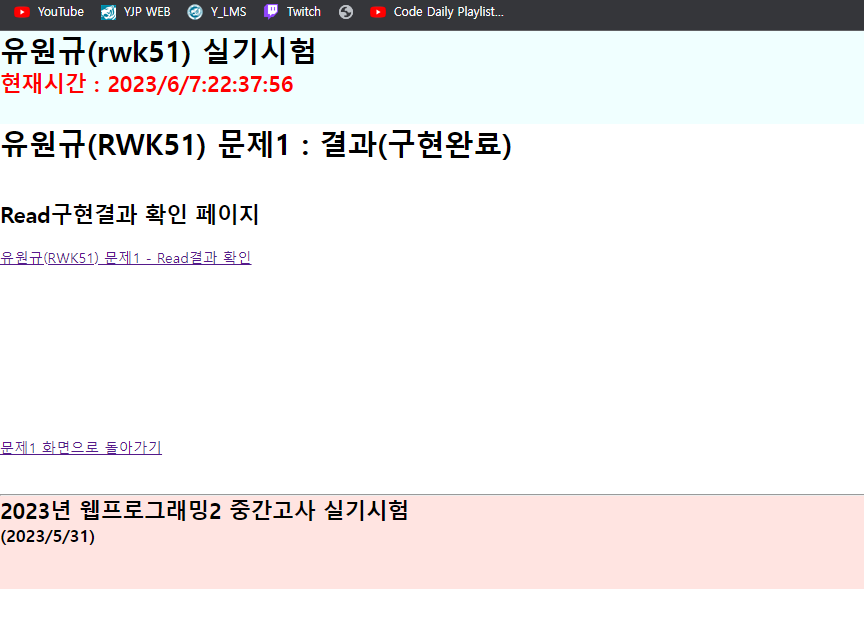 YouTube YJP WEB Y_LMS Twitch Code Daily Playlist...
유원규(rwk51) 실기시험
현재시간 : 2023/6/7:22:37:56
유원규(RWK51) 문제1 : 결과(구현완료)
Read구현결과 확인 페이지
유원규(RWK51) 문제1 - Read결과 확인
문제1 화면으로 돌아가기
2023년 웹프로그래밍2 중간고사 실기시험
(2023/5/31)